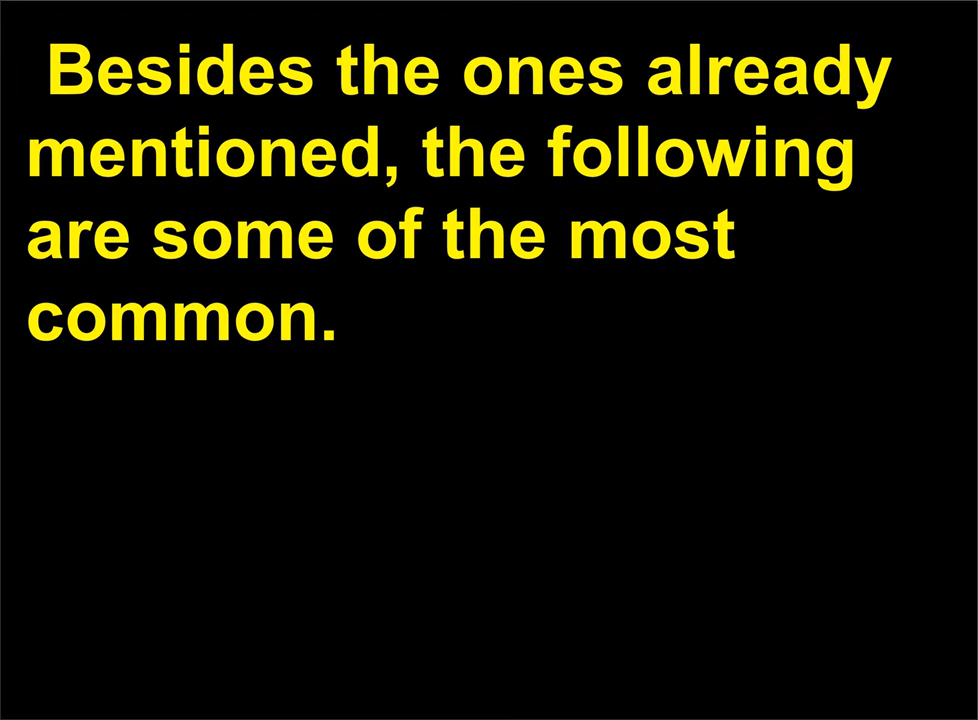 Besides the ones already
mentioned, the following
are some of the most
common.